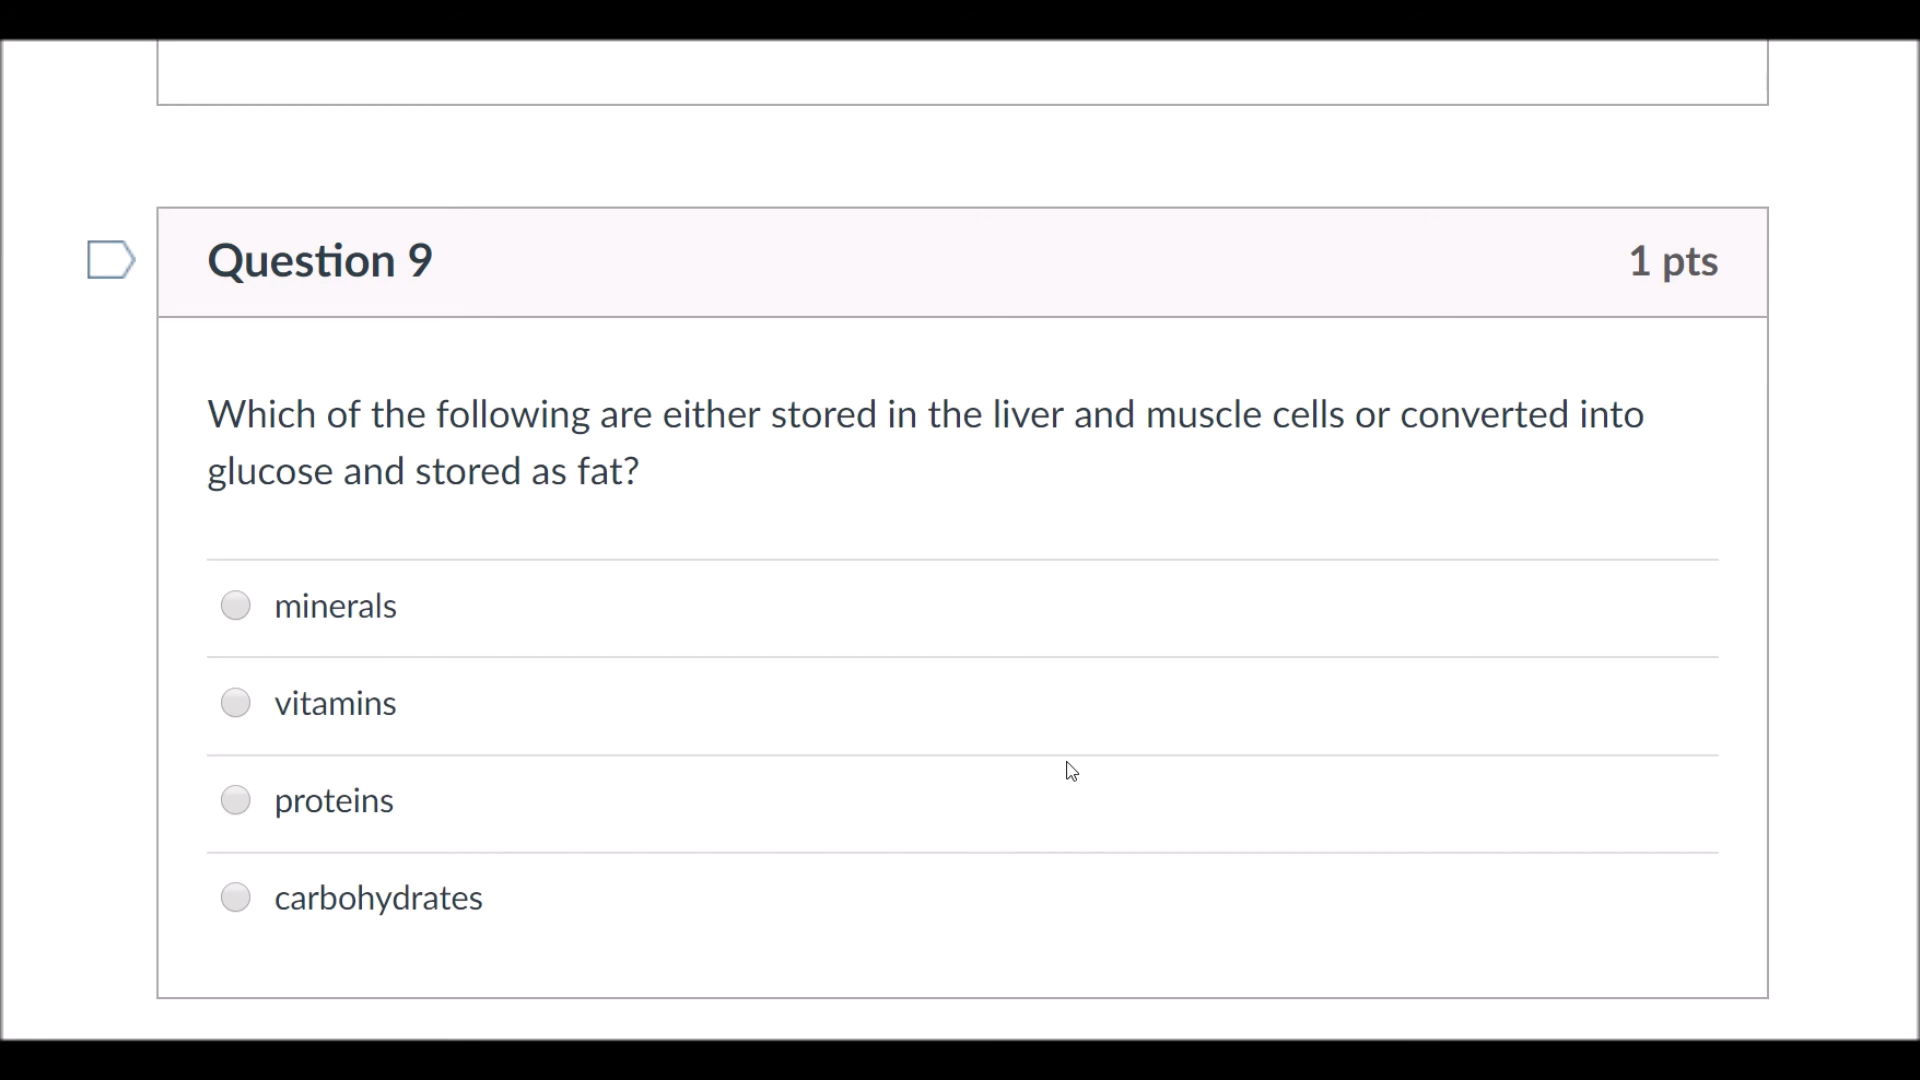 Question 9
1 pts
Which of the following are either stored in the liver and muscle cells or converted into
glucose and stored as fat?
minerals
vitamins
proteins
carbohydrates